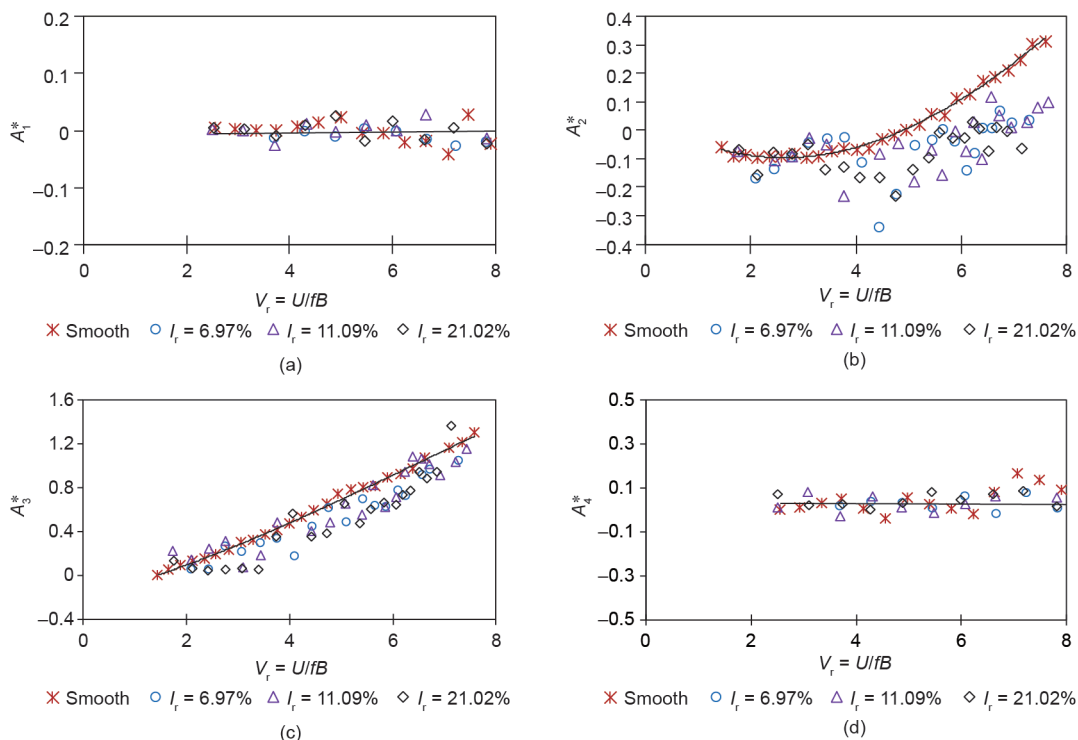 0.2
0.1
0
–0.1
–0.2
A1*
0 2 4 6 8
Vr = U/fB
Smooth Ir = 6.97% Ir = 11.09% Ir = 21.02%
(a)
0.4
0.3
0.2
0.1
0
–0.1
–0.2
–0.3
–0.4
A2*
0 2 4 6 8
Vr = U/fB
Smooth Ir = 6.97% Ir = 11.09% Ir = 21.02%
(b)
1.6
1.2
0.8
0.4
0
–0.4
A3*
0 2 4 6 8
Vr = U/fB
Smooth Ir = 6.97% Ir = 11.09% Ir = 21.02%
(c)
0.5
0.3
0.1
–0.1
–0.3
–0.5
A4*
0 2 4 6 8
Vr = U/fB
Smooth Ir = 6.97% Ir = 11.09% Ir = 21.02%
(d)